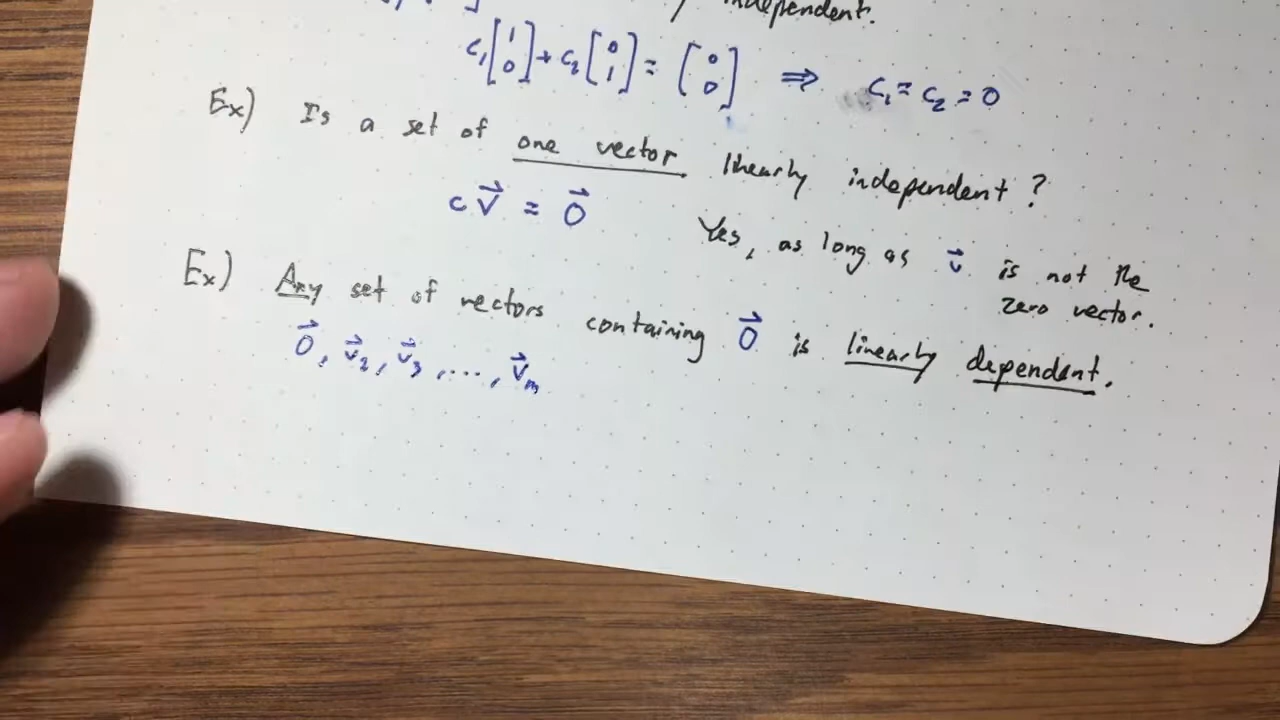 independent.
c₁[1 0] + c₂[0 1] = [0 0] ⇒ c₁ = c₂ = 0
Ex) Is a set of one vector linearly independent?
c v⃗ = 0⃗ Yes, as long as v⃗ is not the
zero vector.
Ex) Any set of vectors containing 0⃗ is linearly dependent.
0⃗, v⃗₂, v⃗₃, ..., v⃗ₘ